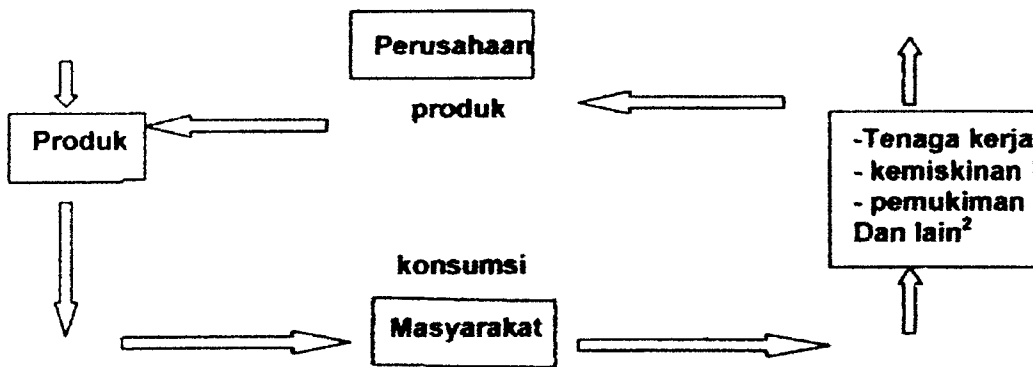 Perusahaan
produk
Produk
-Tenaga kerja
- kemiskinan
- pemukiman
Dan lain²
konsumsi
Masyarakat